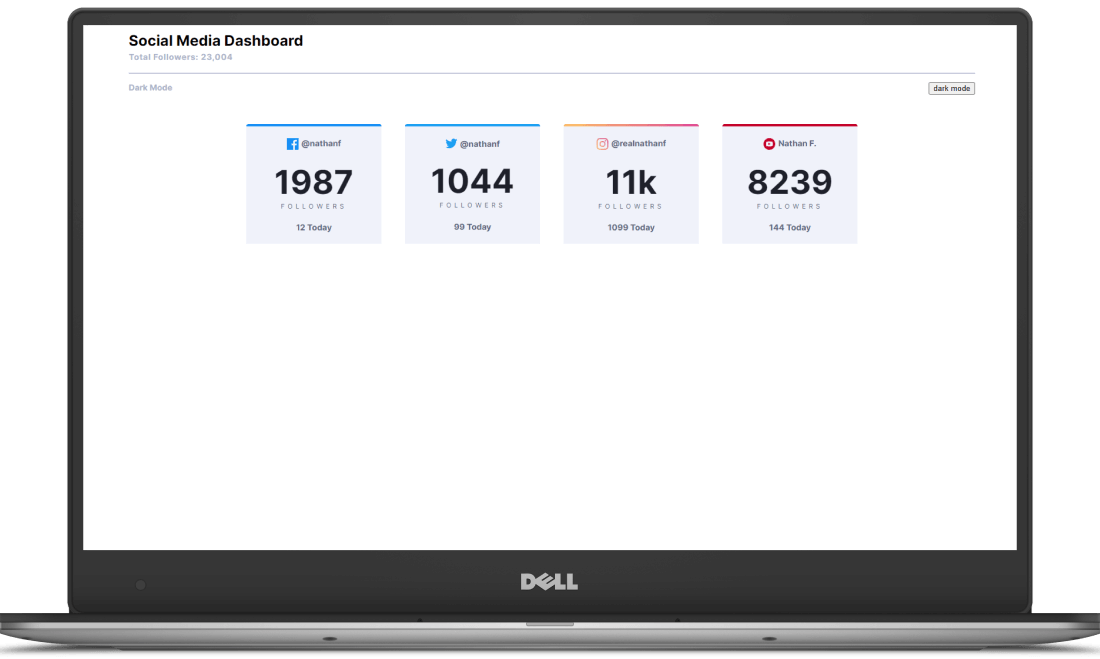 Social Media Dashboard
Total Followers: 23,004
Dark Mode
dark mode
@nathanf
1987
FOLLOWERS
12 Today
@nathanf
1044
FOLLOWERS
99 Today
@realnathanf
11k
FOLLOWERS
1099 Today
Nathan F.
8239
FOLLOWERS
144 Today
DELL